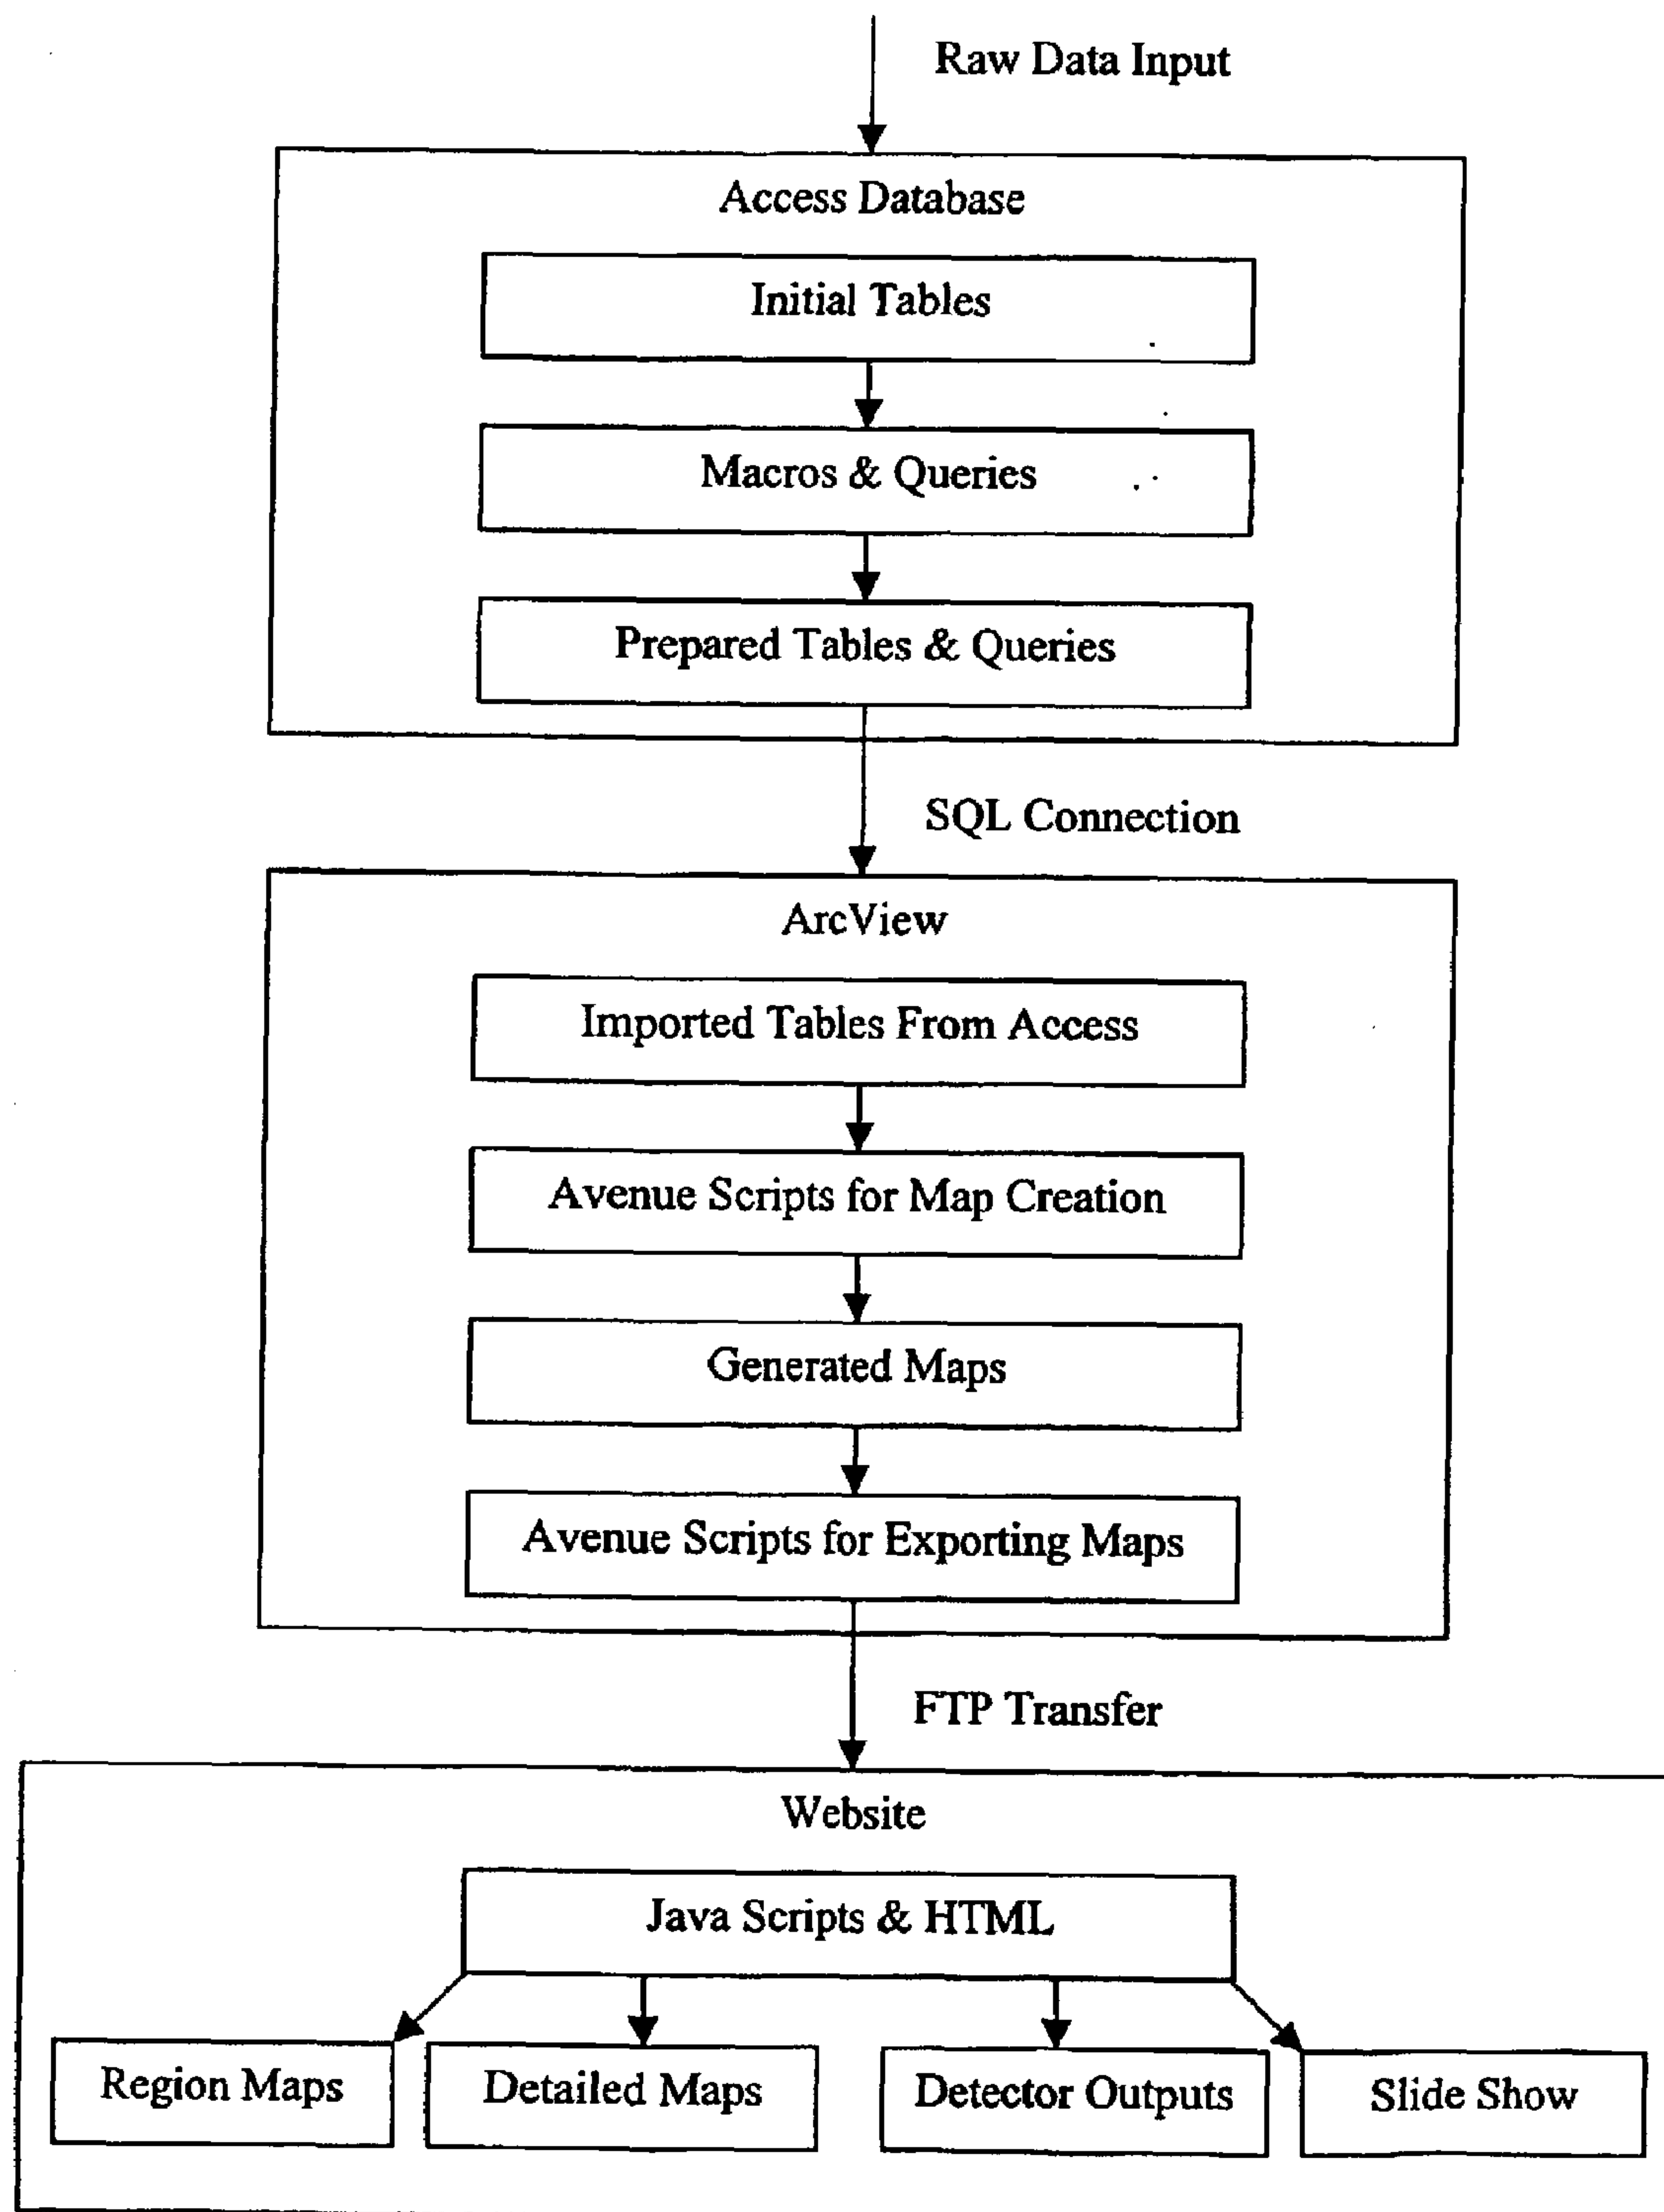 Raw Data Input
Access Database
Initial Tables
Macros & Queries
Prepared Tables & Queries
SQL Connection
ArcView
Imported Tables From Access
Avenue Scripts for Map Creation
Generated Maps
Avenue Scripts for Exporting Maps
FTP Transfer
Website
Java Scripts & HTML
Region Maps
Detailed Maps
Detector Outputs
Slide Show